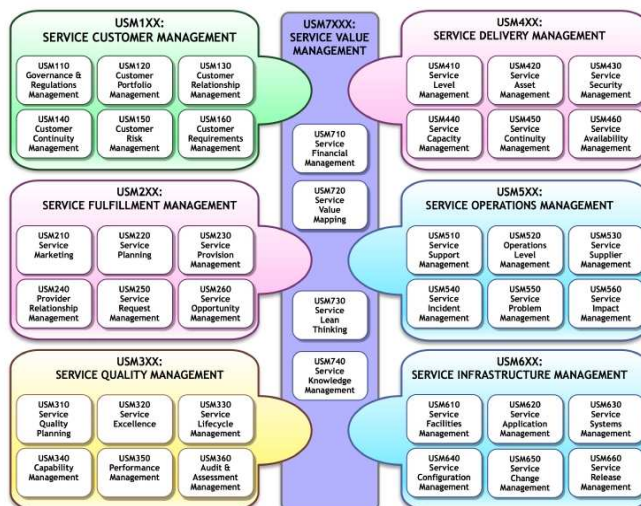 USM1XX:
SERVICE CUSTOMER MANAGEMENT
USM110
Governance &
Regulations
Management
USM120
Customer
Portfolio
Management
USM130
Customer
Relationship
Management
USM140
Customer
Continuity
Management
USM150
Customer
Risk
Management
USM160
Customer
Requirements
Management
USM2XX:
SERVICE FULFILLMENT MANAGEMENT
USM210
Service
Marketing
USM220
Service
Planning
USM230
Service
Provision
Management
USM240
Provider
Relationship
Management
USM250
Service
Request
Management
USM260
Service
Opportunity
Management
USM3XX:
SERVICE QUALITY MANAGEMENT
USM310
Service
Quality
Planning
USM320
Service
Excellence
USM330
Service
Lifecycle
Management
USM340
Capability
Management
USM350
Performance
Management
USM360
Audit &
Assessment
Management
USM7XXX:
SERVICE VALUE
MANAGEMENT
USM710
Service
Financial
Management
USM720
Service
Value
Mapping
USM730
Service
Lean
Thinking
USM740
Service
Knowledge
Management
USM4XX:
SERVICE DELIVERY MANAGEMENT
USM410
Service
Level
Management
USM420
Service
Asset
Management
USM430
Service
Security
Management
USM440
Service
Capacity
Management
USM450
Service
Continuity
Management
USM460
Service
Availability
Management
USM5XX:
SERVICE OPERATIONS MANAGEMENT
USM510
Service
Support
Management
USM520
Operations
Level
Management
USM530
Service
Supplier
Management
USM540
Service
Incident
Management
USM550
Service
Problem
Management
USM560
Service
Impact
Management
USM6XX:
SERVICE INFRASTRUCTURE MANAGEMENT
USM610
Service
Facilities
Management
USM620
Service
Application
Management
USM630
Service
Systems
Management
USM640
Service
Configuration
Management
USM650
Service
Change
Management
USM660
Service
Release
Management